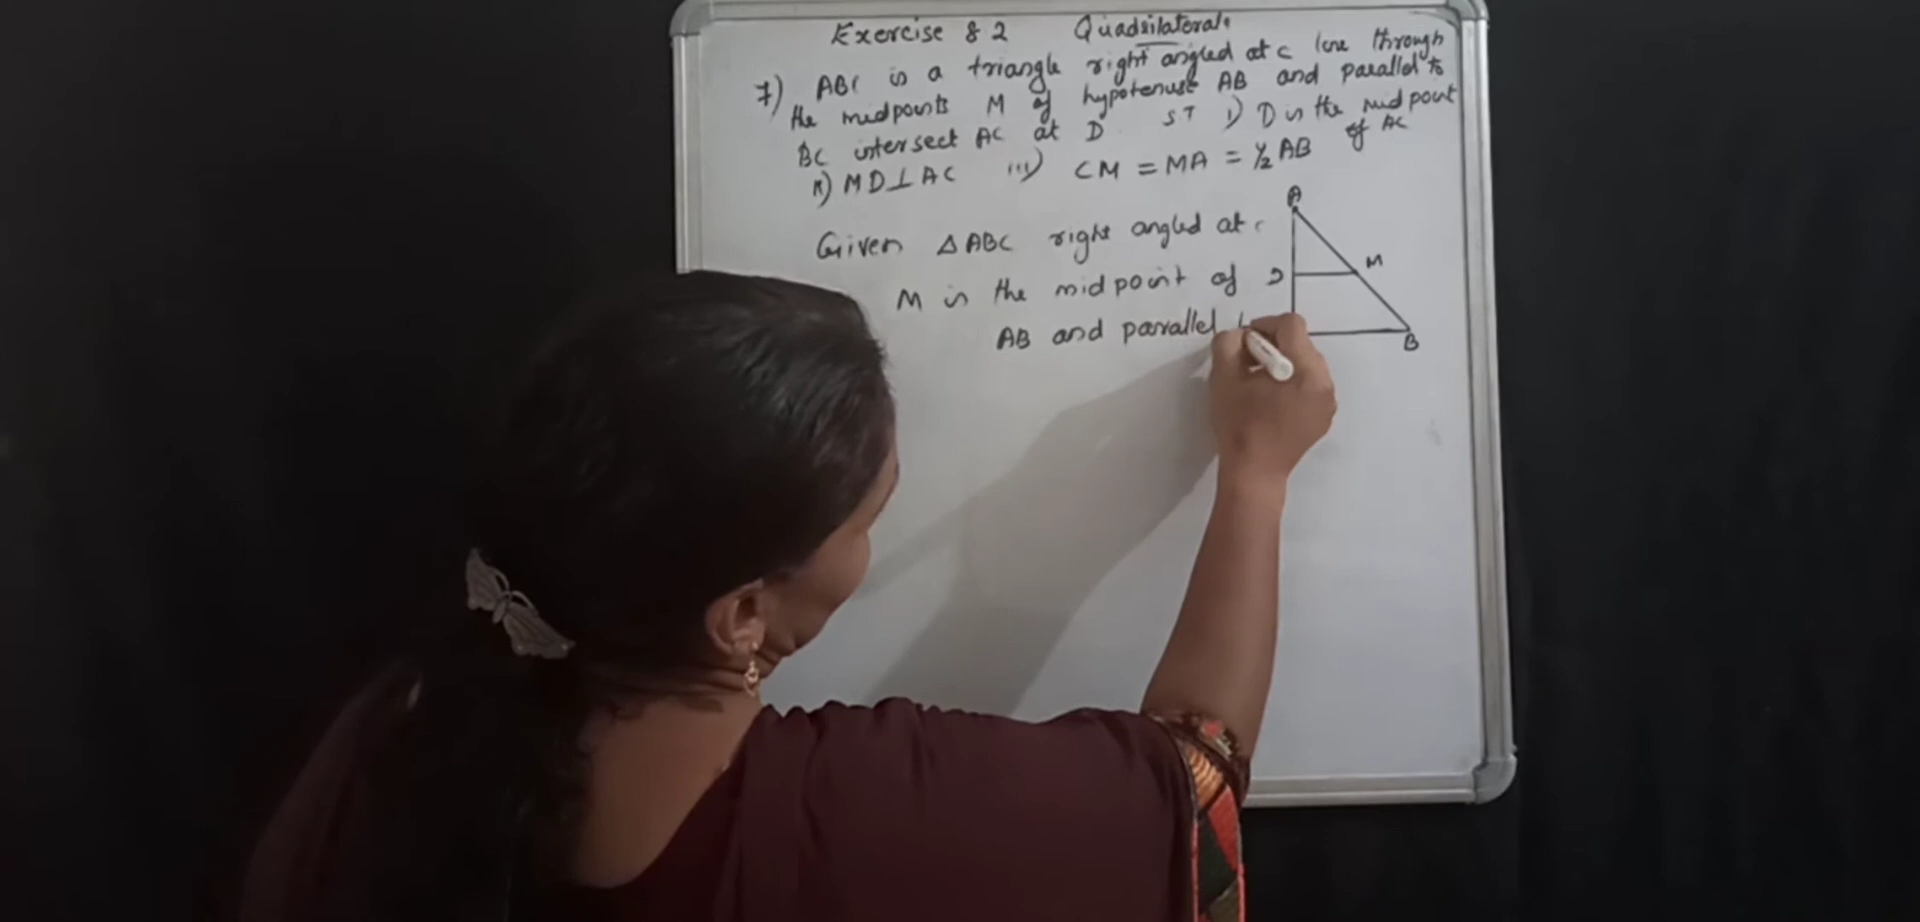 Exercise 8 2 Quadrilaterals
7) ABC is a triangle right angled at C line through
the midpoints M of hypotenuse AB and parallel to
BC intersect AC at D ST i) D is the mid point
of AC
ii) MD⊥AC iii) CM = MA = ½ AB
A
Given △ABC right angled at C
M
M is the midpoint of
D
AB and parallel
B